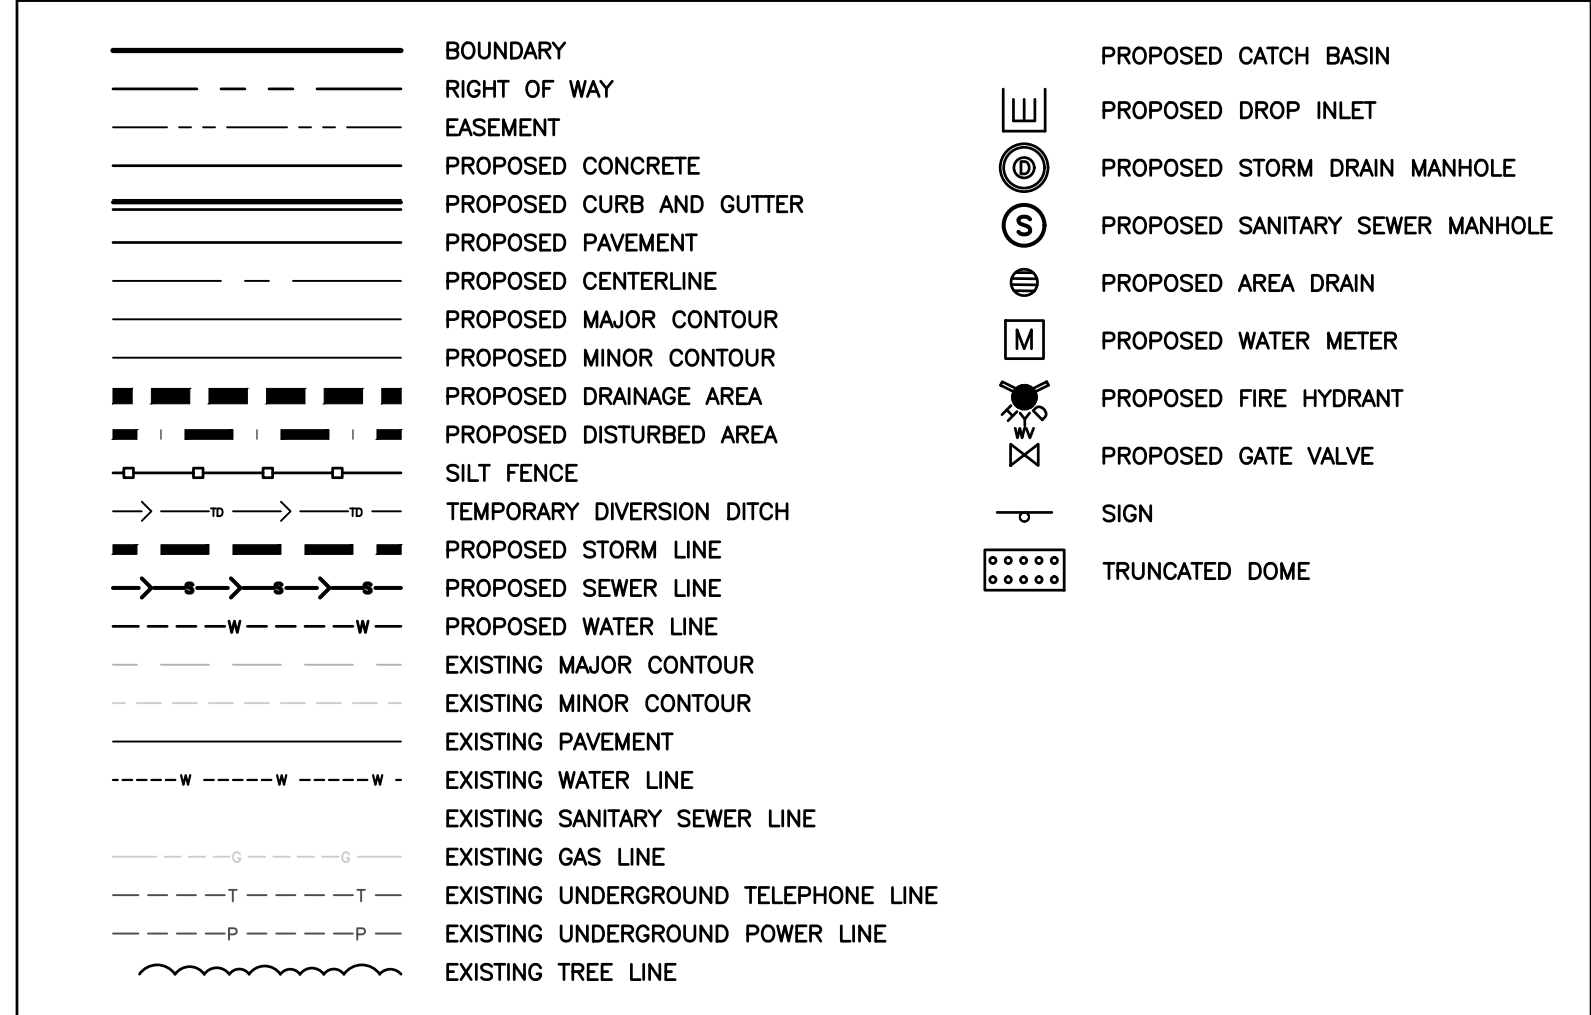 BOUNDARY
RIGHT OF WAY
EASEMENT
PROPOSED CONCRETE
PROPOSED CURB AND GUTTER
PROPOSED PAVEMENT
PROPOSED CENTERLINE
PROPOSED MAJOR CONTOUR
PROPOSED MINOR CONTOUR
PROPOSED DRAINAGE AREA
PROPOSED DISTURBED AREA
SILT FENCE
TD TD TEMPORARY DIVERSION DITCH
PROPOSED STORM LINE
S S S PROPOSED SEWER LINE
W W PROPOSED WATER LINE
EXISTING MAJOR CONTOUR
EXISTING MINOR CONTOUR
EXISTING PAVEMENT
W W W EXISTING WATER LINE
EXISTING SANITARY SEWER LINE
G G EXISTING GAS LINE
T T EXISTING UNDERGROUND TELEPHONE LINE
P P EXISTING UNDERGROUND POWER LINE
EXISTING TREE LINE
PROPOSED CATCH BASIN
PROPOSED DROP INLET
D PROPOSED STORM DRAIN MANHOLE
S PROPOSED SANITARY SEWER MANHOLE
PROPOSED AREA DRAIN
M PROPOSED WATER METER
HYD PROPOSED FIRE HYDRANT
WV
PROPOSED GATE VALVE
SIGN
TRUNCATED DOME